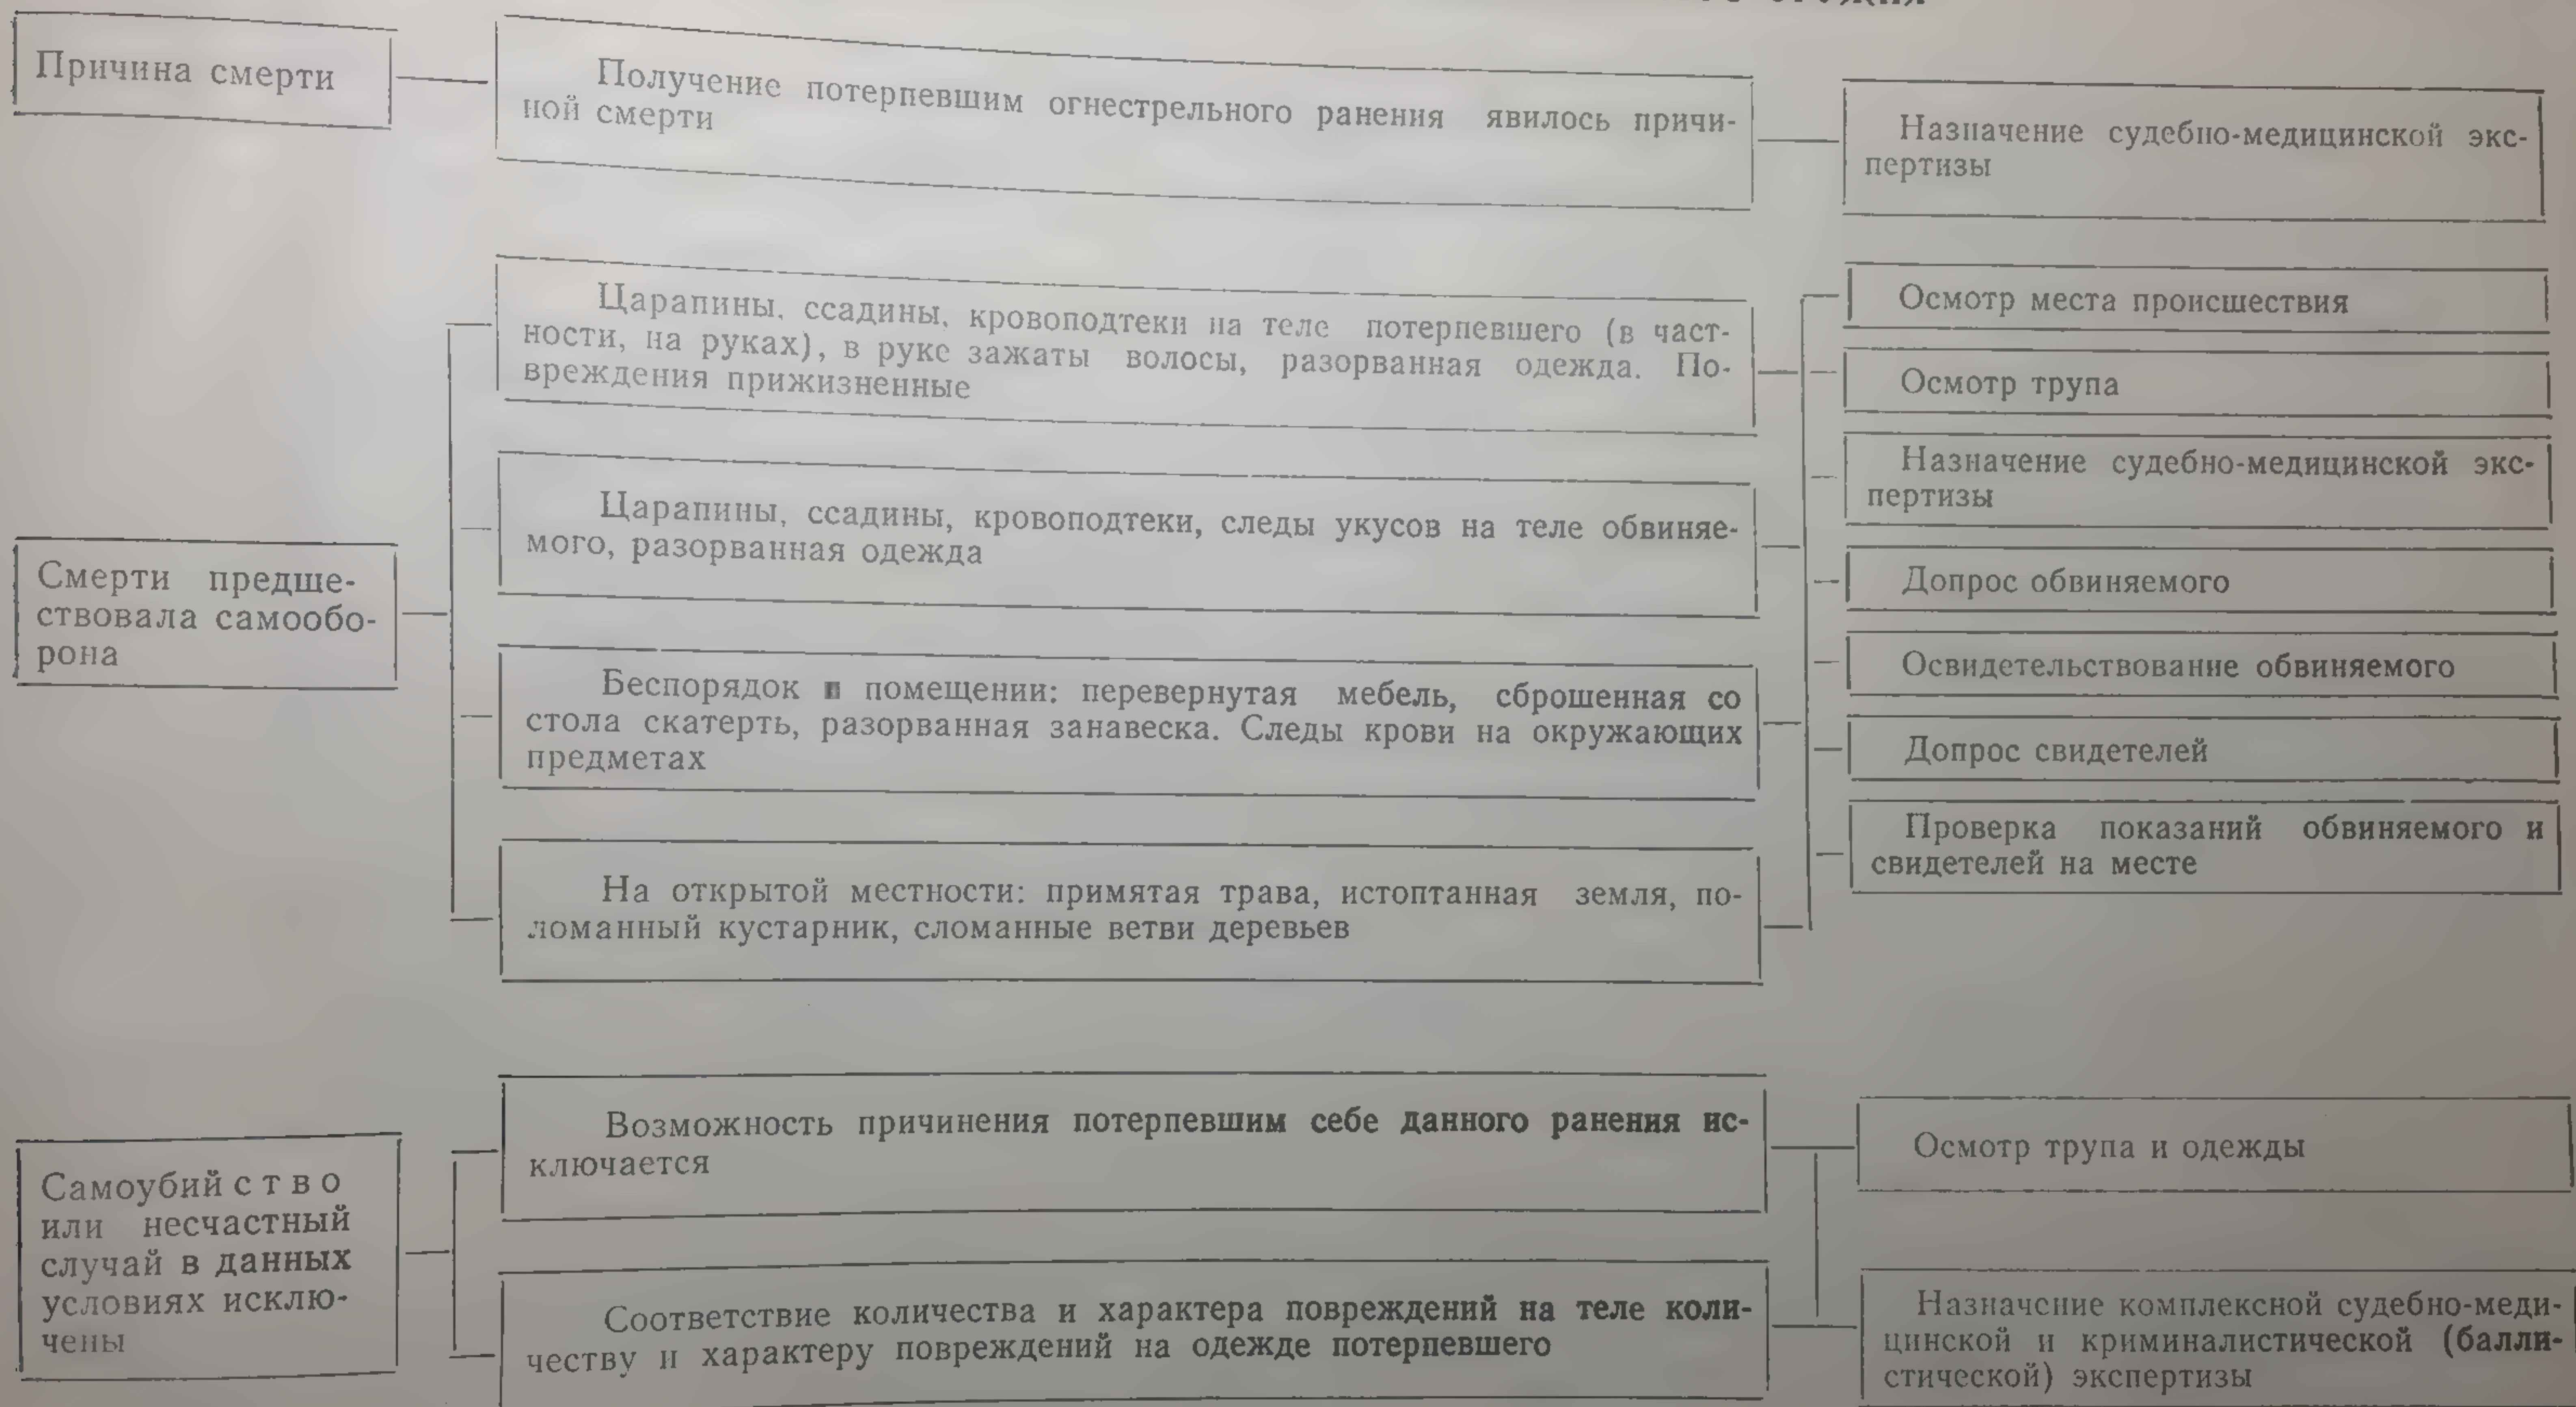 Причина смерти
Получение потерпевшим огнестрельного ранения явилось причи-
ной смерти
Назначение судебно-медицинской экс-
пертизы
Смерти предше-
ствовала самообо-
рона
Царапины, ссадины, кровоподтеки на теле потерпевшего (в част-
ности, на руках), в руке зажаты волосы, разорванная одежда. По-
вреждения прижизненные
Царапины, ссадины, кровоподтеки, следы укусов на теле обвиняе-
мого, разорванная одежда
Беспорядок в помещении: перевернутая мебель, сброшенная со
стола скатерть, разорванная занавеска. Следы крови на окружающих
предметах
На открытой местности: примятая трава, истоптанная земля, по-
ломанный кустарник, сломанные ветви деревьев
Осмотр места происшествия
Осмотр трупа
Назначение судебно-медицинской экс-
пертизы
Допрос обвиняемого
Освидетельствование обвиняемого
Допрос свидетелей
Проверка показаний обвиняемого и
свидетелей на месте
Самоубийство
или несчастный
случай в данных
условиях исклю-
чены
Возможность причинения потерпевшим себе данного ранения ис-
ключается
Соответствие количества и характера повреждений на теле коли-
честву и характеру повреждений на одежде потерпевшего
Осмотр трупа и одежды
Назначение комплексной судебно-меди-
цинской и криминалистической (балли-
стической) экспертизы